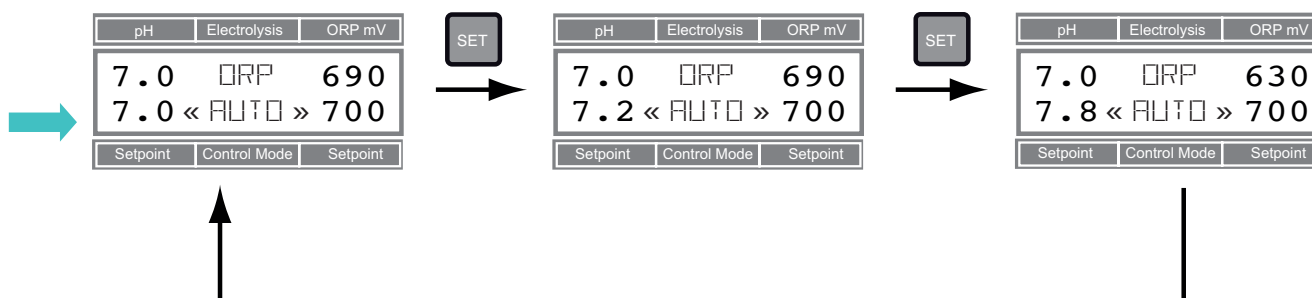 pH Electrolysis ORP mV
7.0 ORP 690
7.0 « AUTO » 700
Setpoint Control Mode Setpoint
SET
pH Electrolysis ORP mV
7.0 ORP 690
7.2 « AUTO » 700
Setpoint Control Mode Setpoint
SET
pH Electrolysis ORP mV
7.0 ORP 630
7.8 « AUTO » 700
Setpoint Control Mode Setpoint